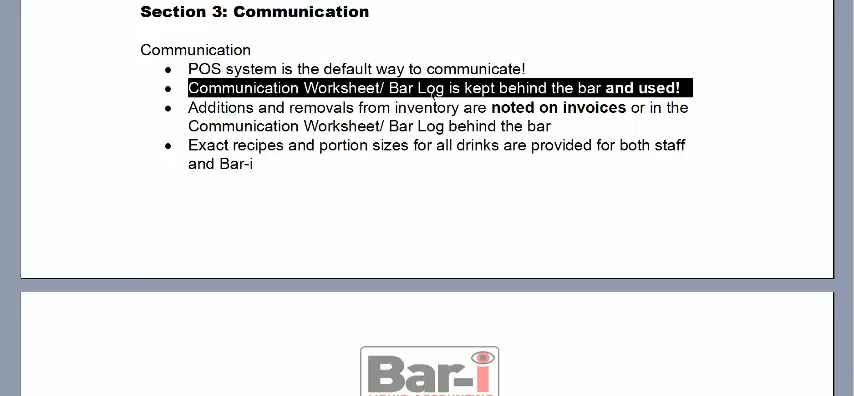 Section 3: Communication
Communication
• POS system is the default way to communicate!
• Communication Worksheet/ Bar Log is kept behind the bar and used!
• Additions and removals from inventory are noted on invoices or in the
Communication Worksheet/ Bar Log behind the bar
• Exact recipes and portion sizes for all drinks are provided for both staff
and Bar-i
Bar-i